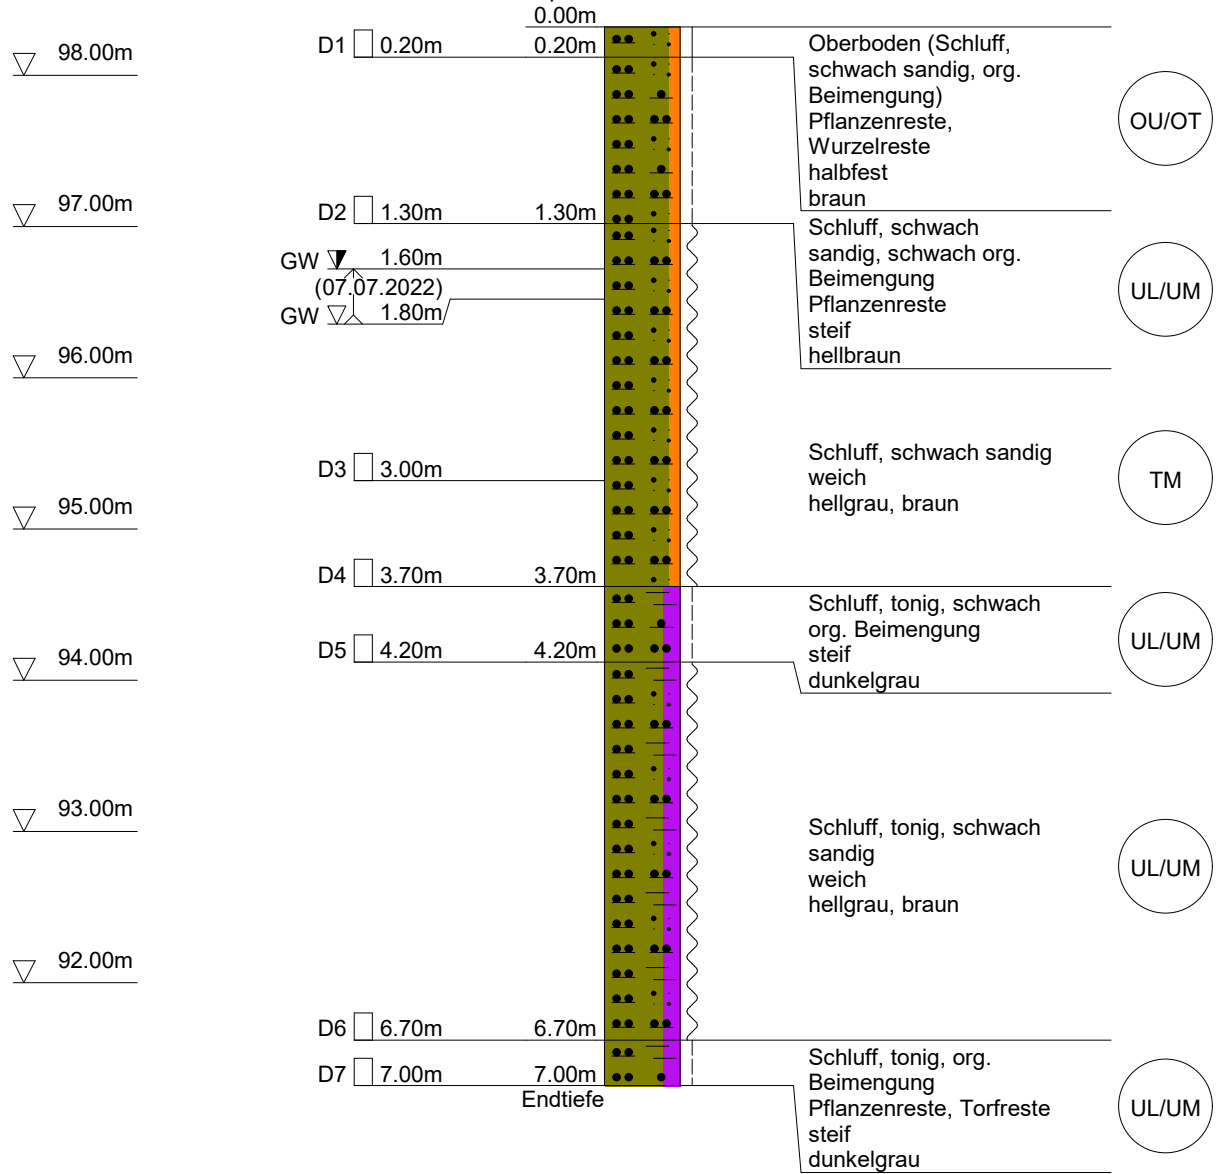 0.00m
98.00m
D1 0.20m 0.20m
Oberboden (Schluff,
schwach sandig, org.
Beimengung)
Pflanzenreste,
Wurzelreste
halbfest
braun
OU/OT
97.00m
D2 1.30m 1.30m
Schluff, schwach
sandig, schwach org.
Beimengung
Pflanzenreste
steif
hellbraun
UL/UM
GW 1.60m
(07.07.2022)
GW 1.80m
96.00m
D3 3.00m
Schluff, schwach sandig
weich
hellgrau, braun
TM
95.00m
D4 3.70m 3.70m
Schluff, tonig, schwach
org. Beimengung
steif
dunkelgrau
UL/UM
94.00m
D5 4.20m 4.20m
93.00m
Schluff, tonig, schwach
sandig
weich
hellgrau, braun
UL/UM
92.00m
D6 6.70m 6.70m
D7 7.00m 7.00m
Endtiefe
Schluff, tonig, org.
Beimengung
Pflanzenreste, Torfreste
steif
dunkelgrau
UL/UM